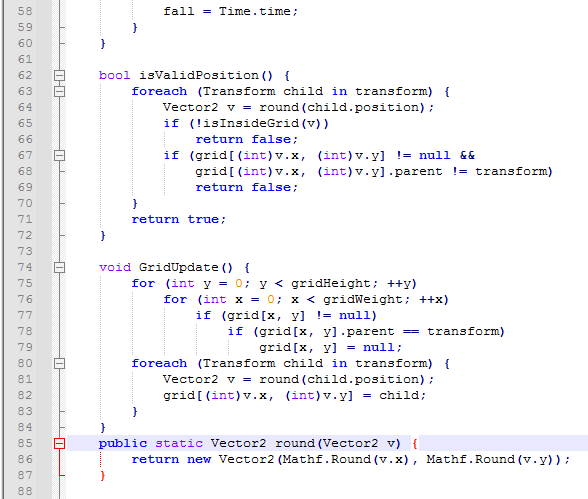 58 fall = Time.time;
59 }
60 }
61
62 bool isValidPosition() {
63 foreach (Transform child in transform) {
64 Vector2 v = round(child.position);
65 if (!isInsideGrid(v))
66 return false;
67 if (grid[(int)v.x, (int)v.y] != null &&
68 grid[(int)v.x, (int)v.y].parent != transform)
69 return false;
70 }
71 return true;
72 }
73
74 void GridUpdate() {
75 for (int y = 0; y < gridHeight; ++y)
76 for (int x = 0; x < gridWeight; ++x)
77 if (grid[x, y] != null)
78 if (grid[x, y].parent == transform)
79 grid[x, y] = null;
80 foreach (Transform child in transform) {
81 Vector2 v = round(child.position);
82 grid[(int)v.x, (int)v.y] = child;
83 }
84 }
85 public static Vector2 round(Vector2 v) {
86 return new Vector2(Mathf.Round(v.x), Mathf.Round(v.y));
87 }
88